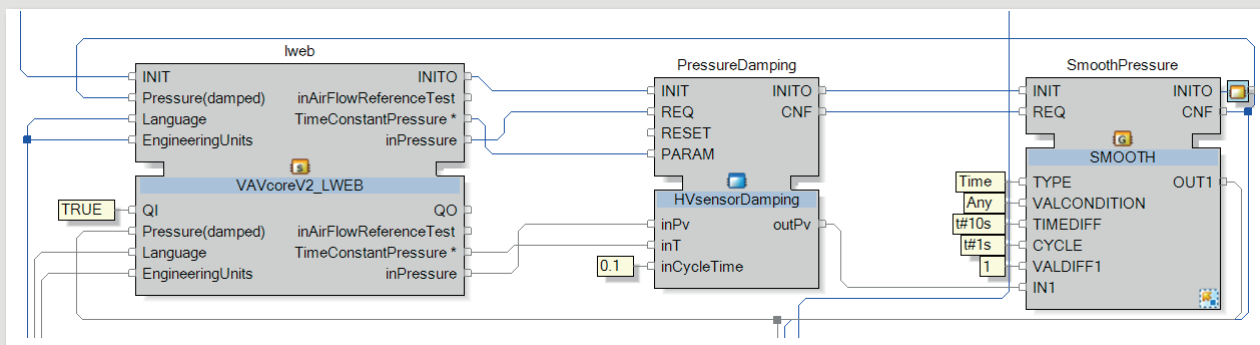 lweb
INIT INITO
Pressure(damped) inAirFlowReferenceTest
Language TimeConstantPressure *
EngineeringUnits inPressure
S
VAVcoreV2_LWEB
TRUE
QI QO
Pressure(damped) inAirFlowReferenceTest
Language TimeConstantPressure *
EngineeringUnits inPressure
PressureDamping
INIT INITO
REQ CNF
RESET
PARAM
HVsensorDamping
inPv outPv
inT
0.1
inCycleTime
SmoothPressure
INIT INITO
REQ CNF
G
SMOOTH
Time
TYPE OUT1
Any
VALCONDITION
t#10s
TIMEDIFF
t#1s
CYCLE
1
VALDIFF1
IN1